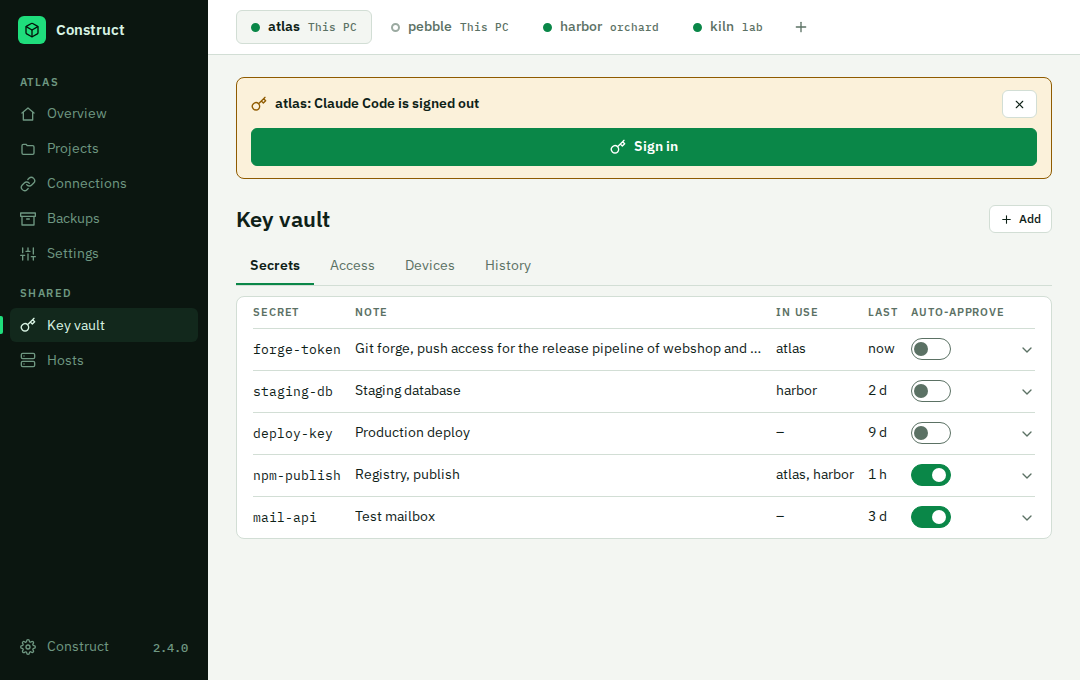 Construct
atlas This PC
pebble This PC
harbor orchard
kiln lab
ATLAS
Overview
Projects
Connections
Backups
Settings
SHARED
Key vault
Hosts
Construct 2.4.0
atlas: Claude Code is signed out
Sign in
Key vault
Add
Secrets Access Devices History
SECRET NOTE IN USE LAST AUTO-APPROVE
forge-token Git forge, push access for the release pipeline of webshop and ... atlas now
staging-db Staging database harbor 2 d
deploy-key Production deploy – 9 d
npm-publish Registry, publish atlas, harbor 1 h
mail-api Test mailbox – 3 d